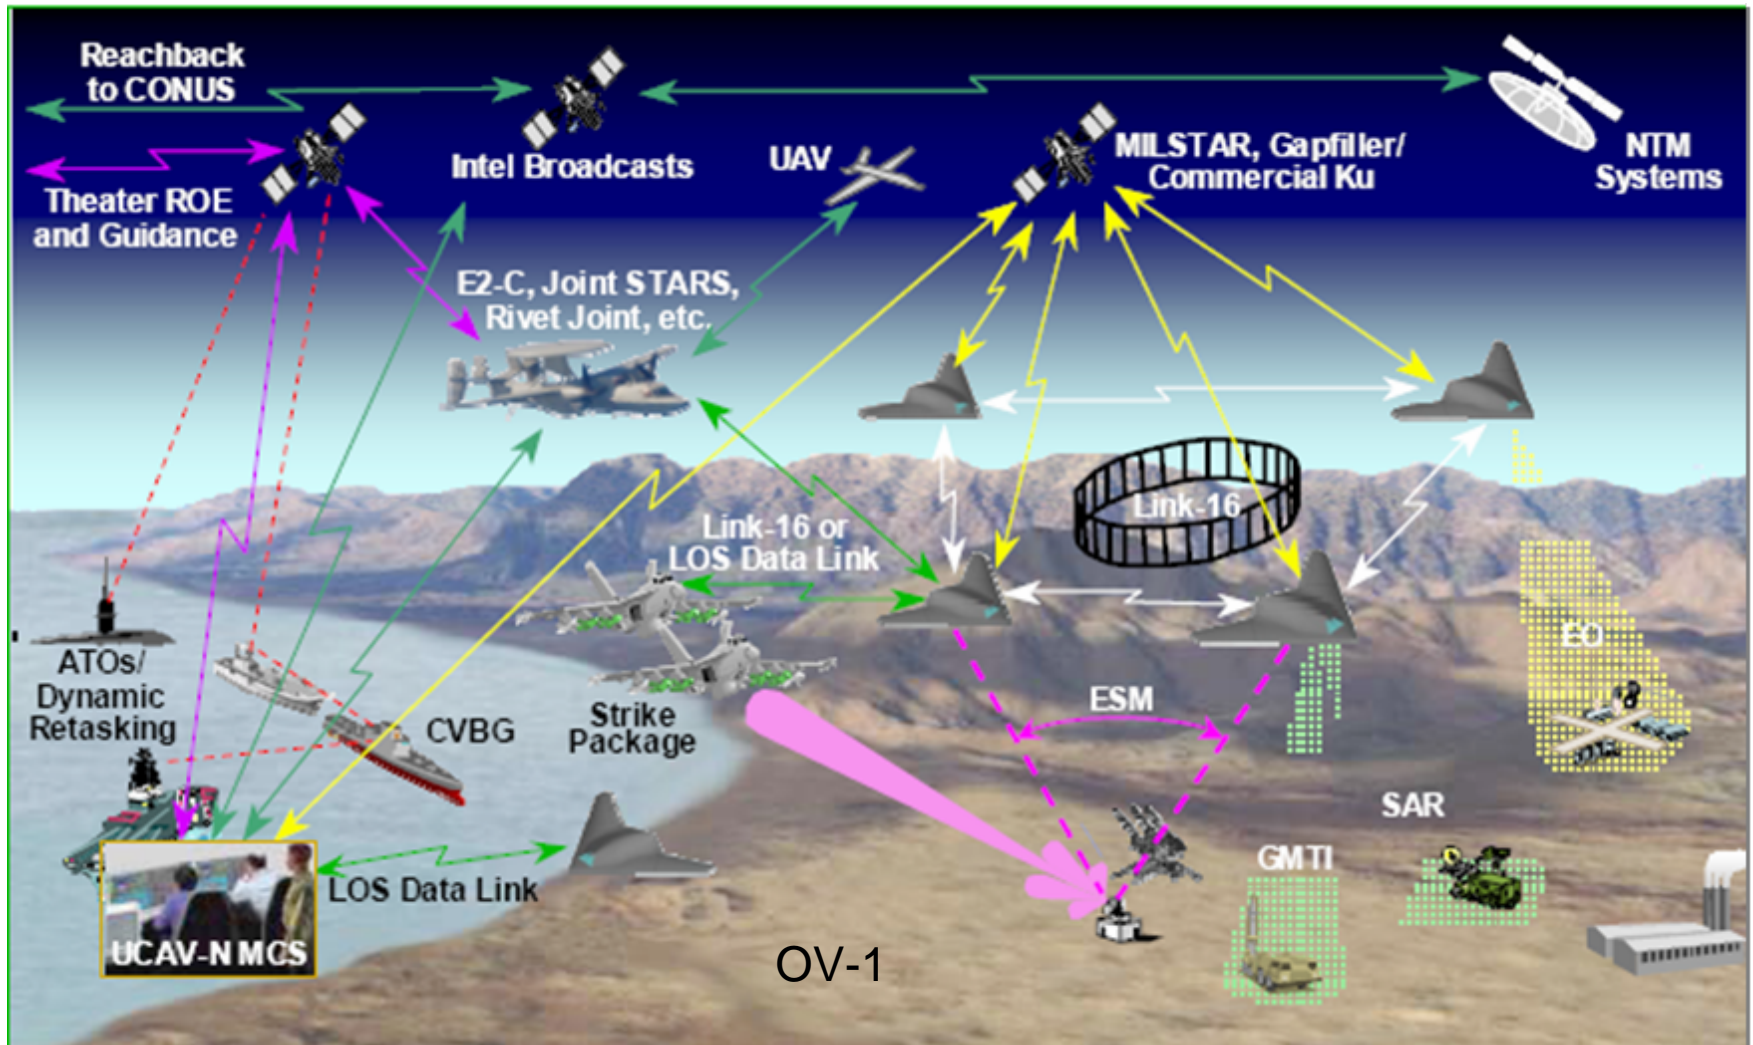 Reachback
to CONUS
Theater ROE
and Guidance
Intel Broadcasts
UAV
MILSTAR, Gapfiller/
Commercial Ku
NTM
Systems
E2-C, Joint STARS,
Rivet Joint, etc.
Link-16
Link-16 or
LOS Data Link
ATOs/
Dynamic
Retasking
CVBG
Strike
Package
ESM
EO
SAR
GMTI
LOS Data Link
UCAV-N MCS
OV-1